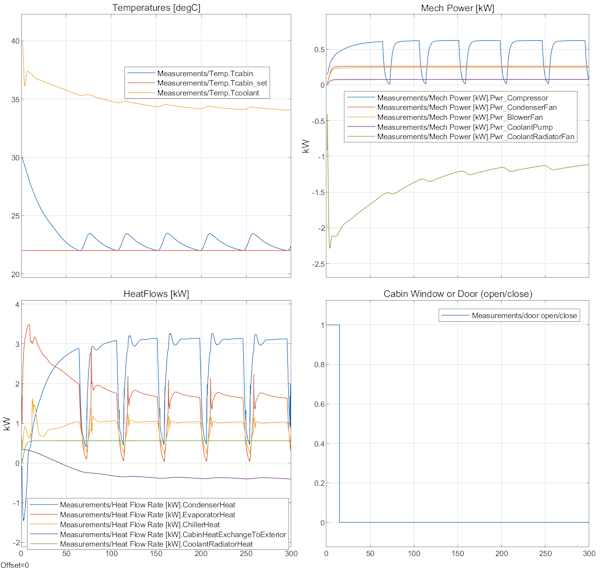 Temperatures [degC]
40
35
30
25
20
Measurements/Temp.Tcabin
Measurements/Temp.Tcabin_set
Measurements/Temp.Tcoolant
Mech Power [kW]
kW
0.5
0
-0.5
-1
-1.5
-2
-2.5
Measurements/Mech Power [kW].Pwr_Compressor
Measurements/Mech Power [kW].Pwr_CondenserFan
Measurements/Mech Power [kW].Pwr_BlowerFan
Measurements/Mech Power [kW].Pwr_CoolantPump
Measurements/Mech Power [kW].Pwr_CoolantRadiatorFan
HeatFlows [kW]
kW
4
3
2
1
0
-1
Measurements/Heat Flow Rate [kW].CondenserHeat
Measurements/Heat Flow Rate [kW].EvaporatorHeat
Measurements/Heat Flow Rate [kW].ChillerHeat
Measurements/Heat Flow Rate [kW].CabinHeatExchangeToExterior
Measurements/Heat Flow Rate [kW].CoolantRadiatorHeat
0 50 100 150 200 250 300
Offset=0
Cabin Window or Door (open/close)
1
0.8
0.6
0.4
0.2
0
Measurements/door open/close
0 50 100 150 200 250 300